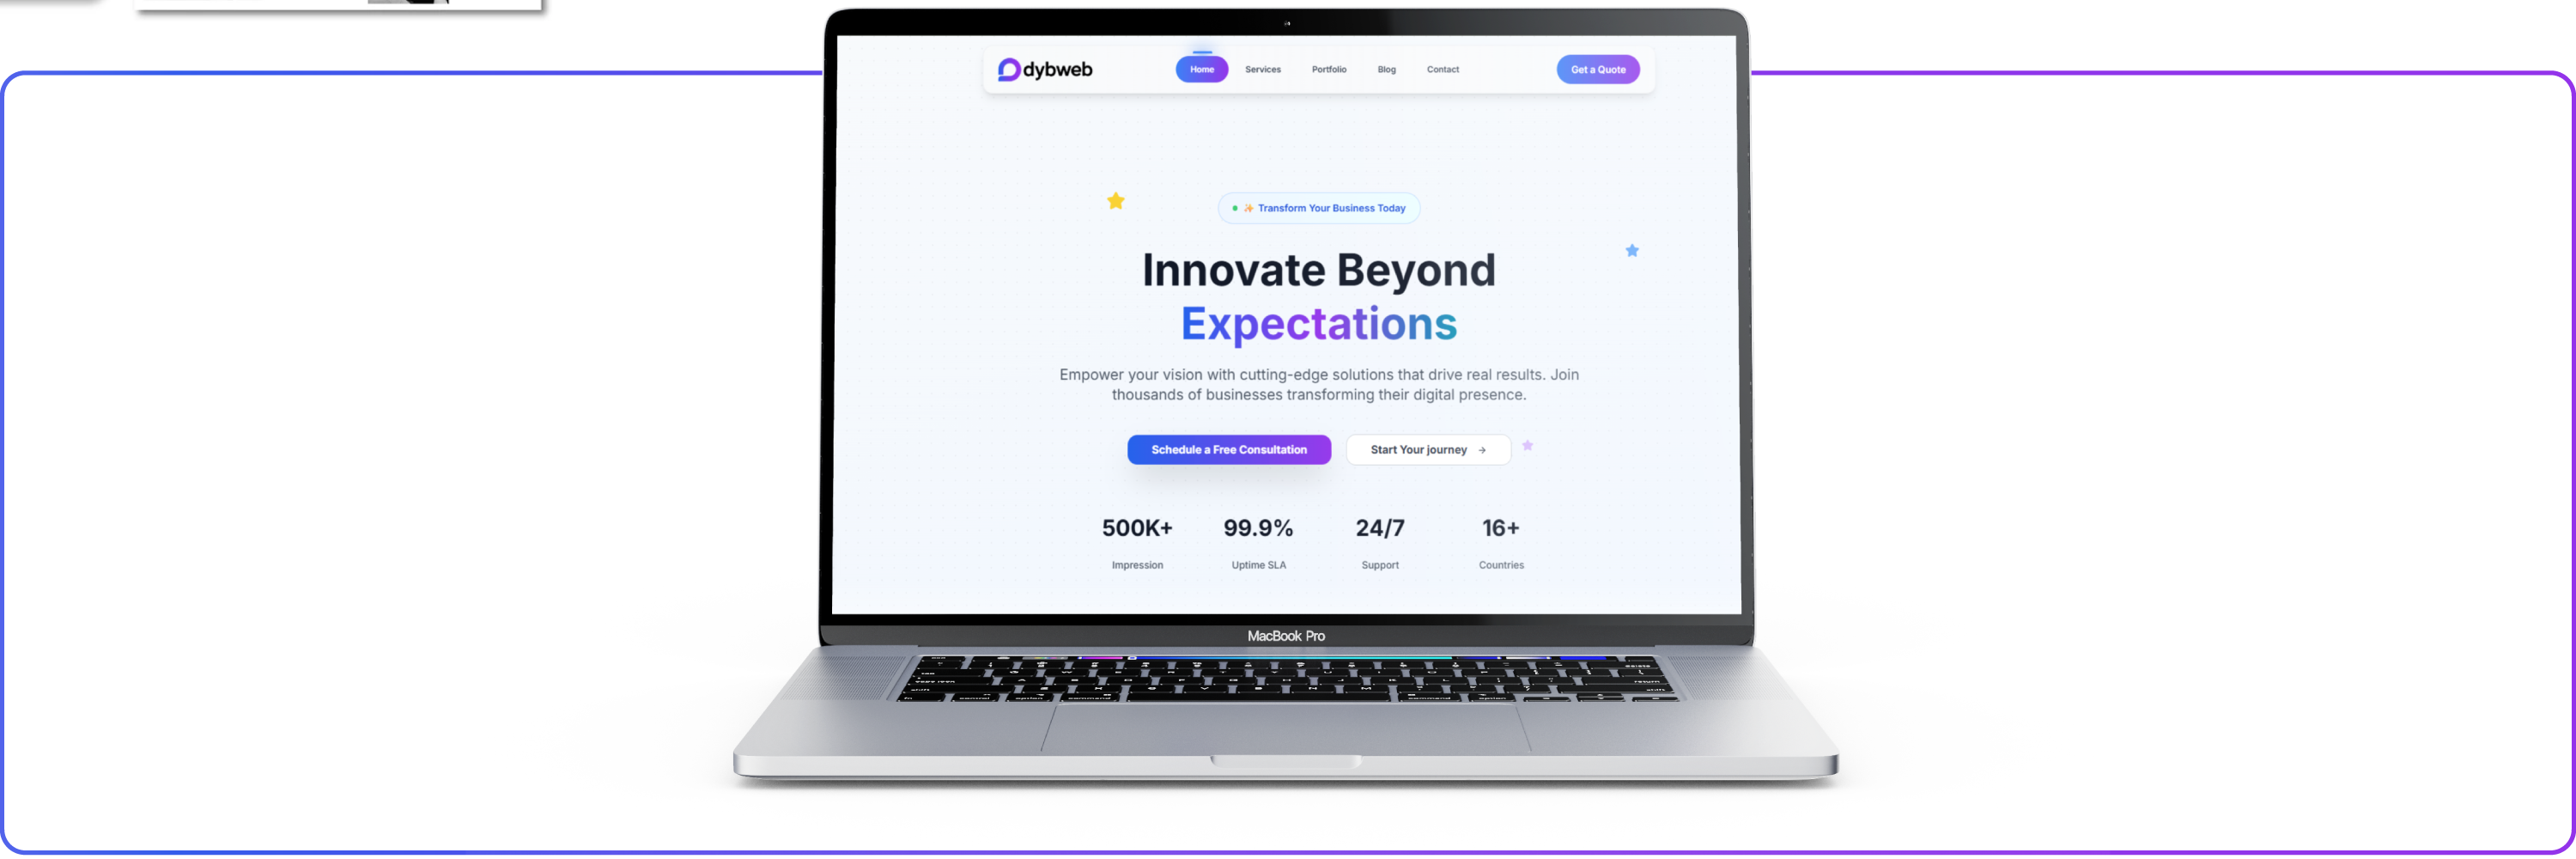 dybweb
Home
Services
Portfolio
Blog
Contact
Get a Quote
Transform Your Business Today
Innovate Beyond
Expectations
Empower your vision with cutting-edge solutions that drive real results. Join
thousands of businesses transforming their digital presence.
Schedule a Free Consultation
Start Your journey →
500K+
99.9%
24/7
16+
Impression
Uptime SLA
Support
Countries
MacBook Pro